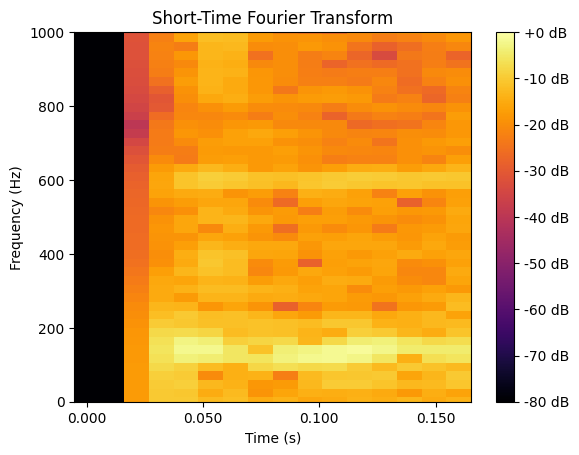 Short-Time Fourier Transform
1000
800
600
400
200
0
Frequency (Hz)
0.000
0.050
0.100
0.150
Time (s)
+0 dB
-10 dB
-20 dB
-30 dB
-40 dB
-50 dB
-60 dB
-70 dB
-80 dB